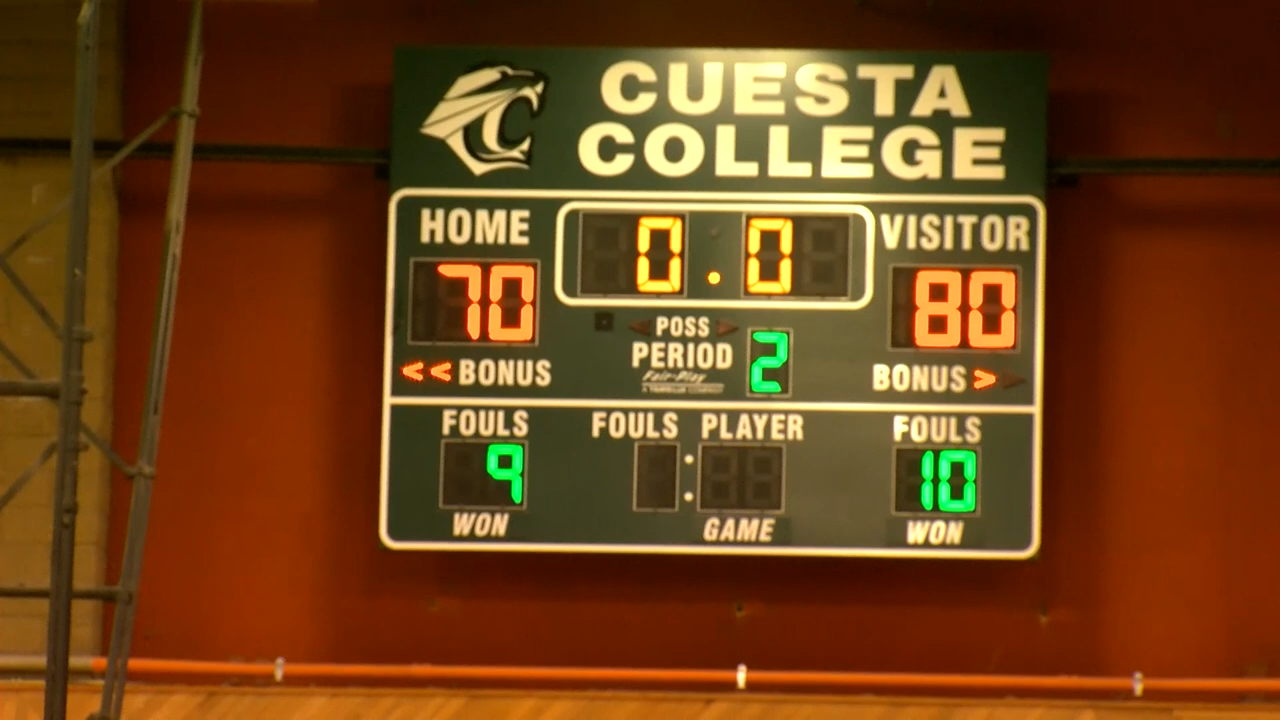 CUESTA
COLLEGE
HOME
0.0
VISITOR
70
80
POSS
PERIOD 2
Fair-Play
<< BONUS
BONUS >
FOULS
FOULS PLAYER
FOULS
9
:
10
WON
GAME
WON